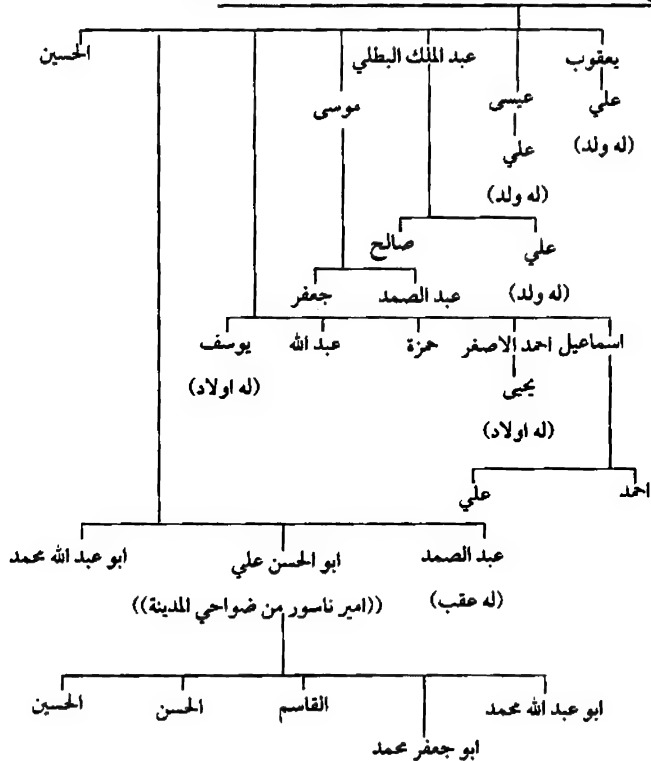 يعقوب عبد الملك البطلي الحسين
علي عيسى موسى
(له ولد) علي
(له ولد)
علي صالح
(له ولد) عبد الصمد جعفر
اسماعيل احمد الاصغر حمزة عبد الله يوسف
يحيى (له اولاد)
(له اولاد)
احمد علي
عبد الصمد ابو الحسن علي ابو عبد الله محمد
(له عقب) ((امير ناسور من ضواحي المدينة))
ابو عبد الله محمد القاسم الحسن الحسين
ابو جعفر محمد